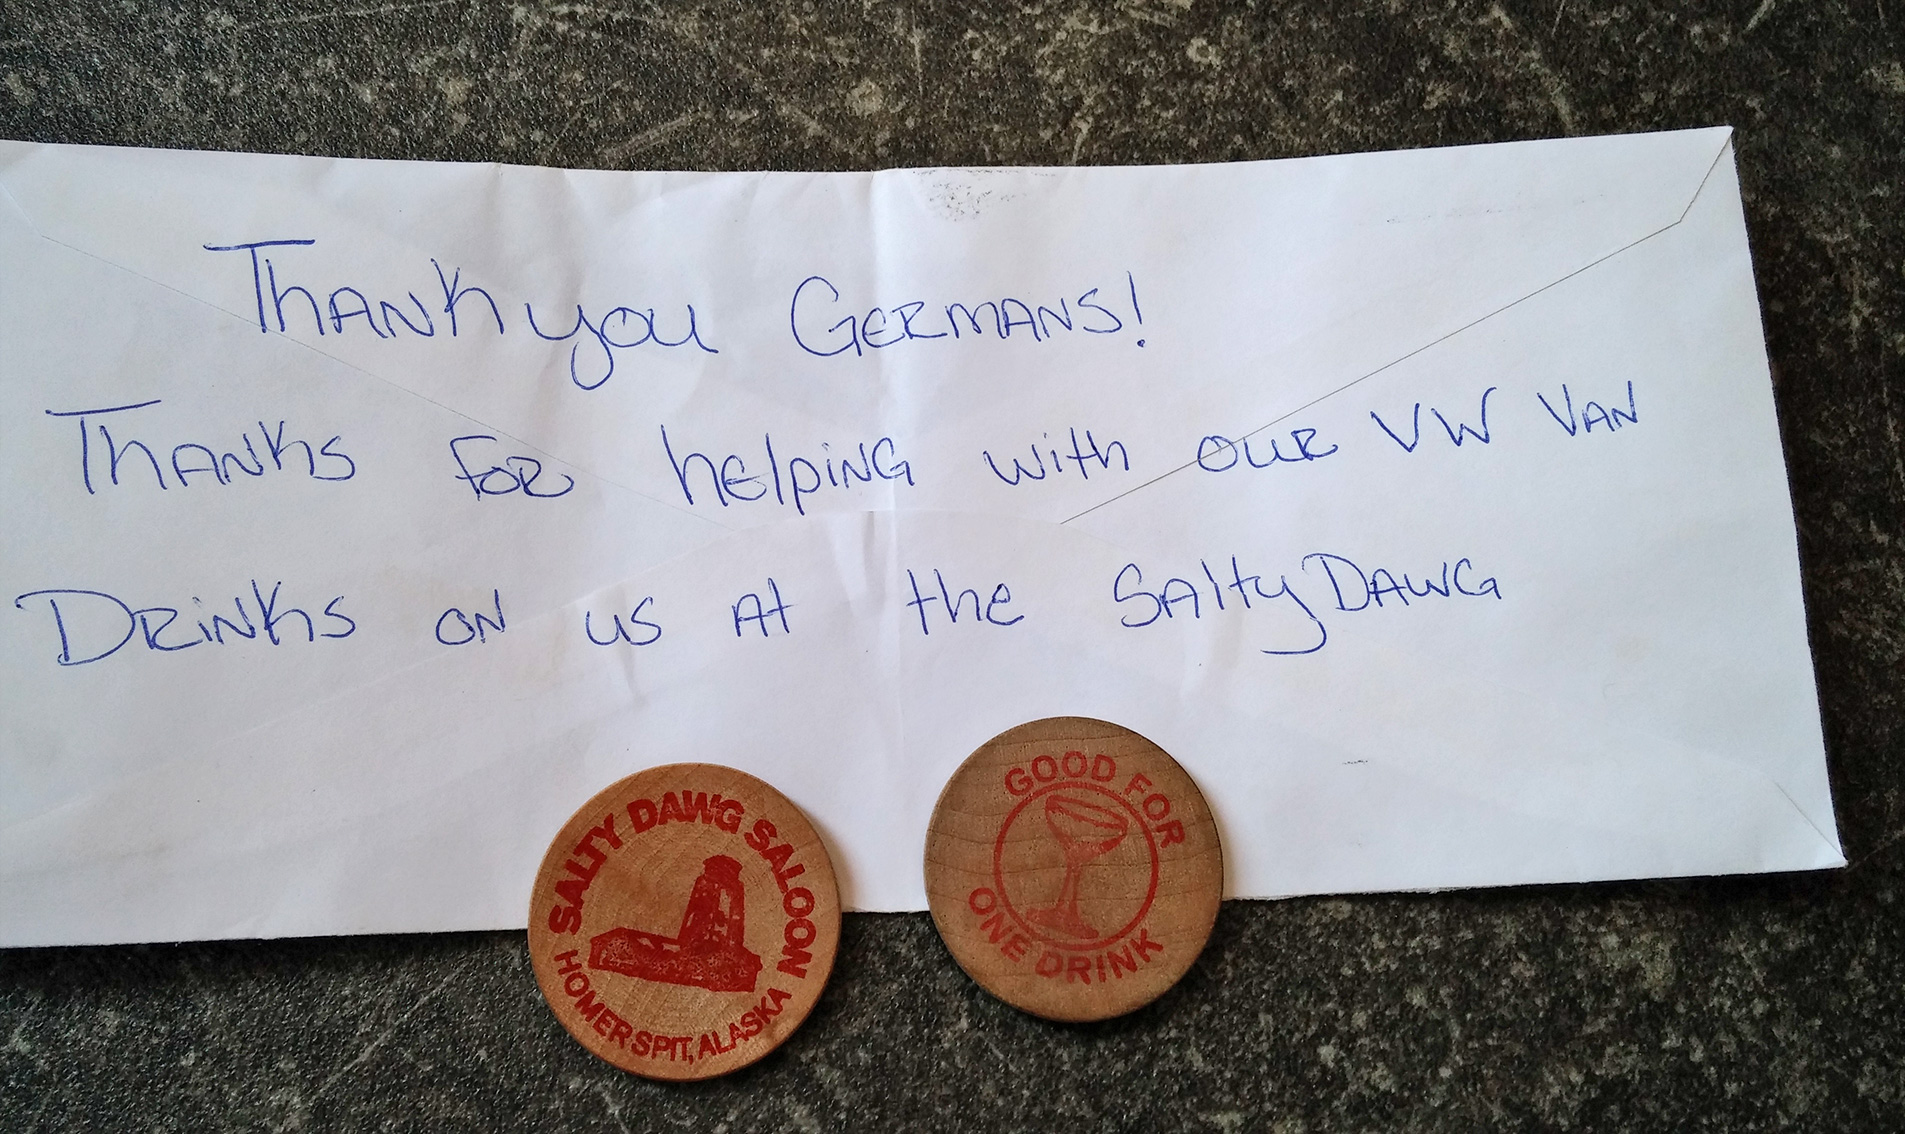 Thank you Germans!
Thanks for helping with our VW Van
Drinks on us at the Salty Dawg
SALTY DAWG SALOON
HOMER SPIT, ALASKA
GOOD FOR
ONE DRINK